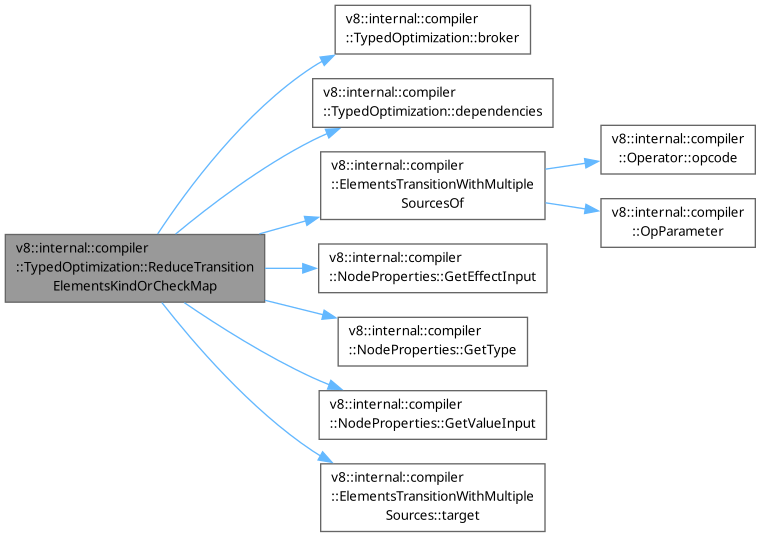 v8::internal::compiler
::TypedOptimization::broker
v8::internal::compiler
::TypedOptimization::dependencies
v8::internal::compiler
::ElementsTransitionWithMultiple
SourcesOf
v8::internal::compiler
::Operator::opcode
v8::internal::compiler
::OpParameter
v8::internal::compiler
::TypedOptimization::ReduceTransition
ElementsKindOrCheckMap
v8::internal::compiler
::NodeProperties::GetEffectInput
v8::internal::compiler
::NodeProperties::GetType
v8::internal::compiler
::NodeProperties::GetValueInput
v8::internal::compiler
::ElementsTransitionWithMultiple
Sources::target